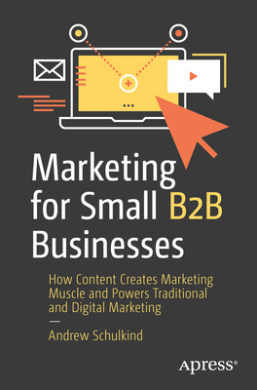 Marketing
for Small B2B
Businesses
How Content Creates Marketing
Muscle and Powers Traditional
and Digital Marketing
Andrew Schulkind
Apress®